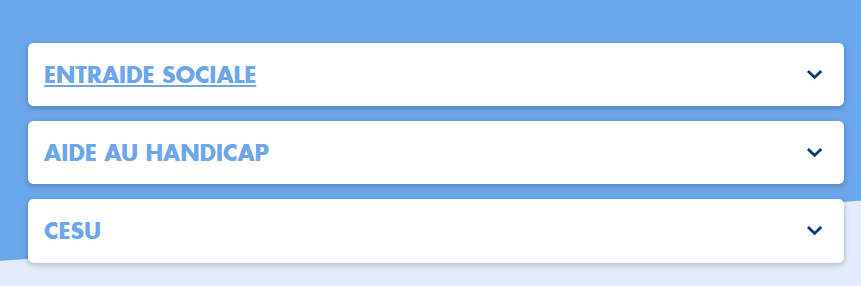 ENTRAIDE SOCIALE
AIDE AU HANDICAP
CESU